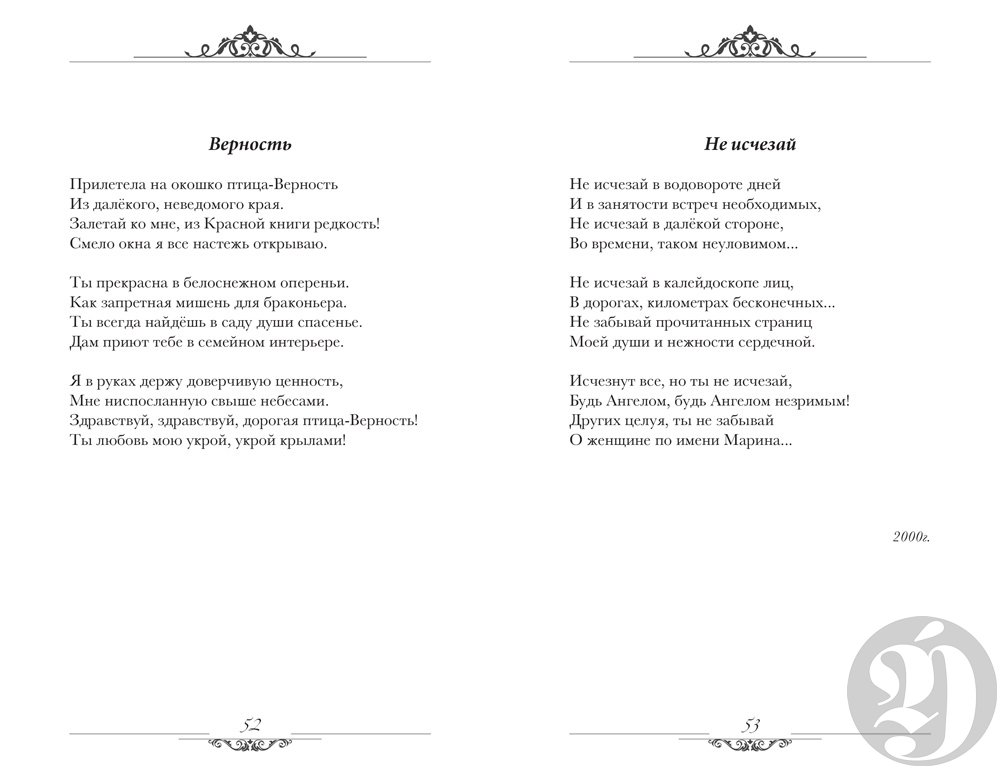 Верность
Прилетела на окошко птица-Верность
Из далёкого, неведомого края.
Залетай ко мне, из Красной книги редкость!
Смело окна я все настежь открываю.
Ты прекрасна в белоснежном опереньи.
Как запретная мишень для браконьера.
Ты всегда найдёшь в саду души спасенье.
Дам приют тебе в семейном интерьере.
Я в руках держу доверчивую ценность,
Мне ниспосланную свыше небесами.
Здравствуй, здравствуй, дорогая птица-Верность!
Ты любовь мою укрой, укрой крылами!
52
Не исчезай
Не исчезай в водовороте дней
И в занятости встреч необходимых,
Не исчезай в далёкой стороне,
Во времени, таком неуловимом...
Не исчезай в калейдоскопе лиц,
В дорогах, километрах бесконечных...
Не забывай прочитанных страниц
Моей души и нежности сердечной.
Исчезнут все, но ты не исчезай,
Будь Ангелом, будь Ангелом незримым!
Других целуя, ты не забывай
О женщине по имени Марина...
2000г.
53